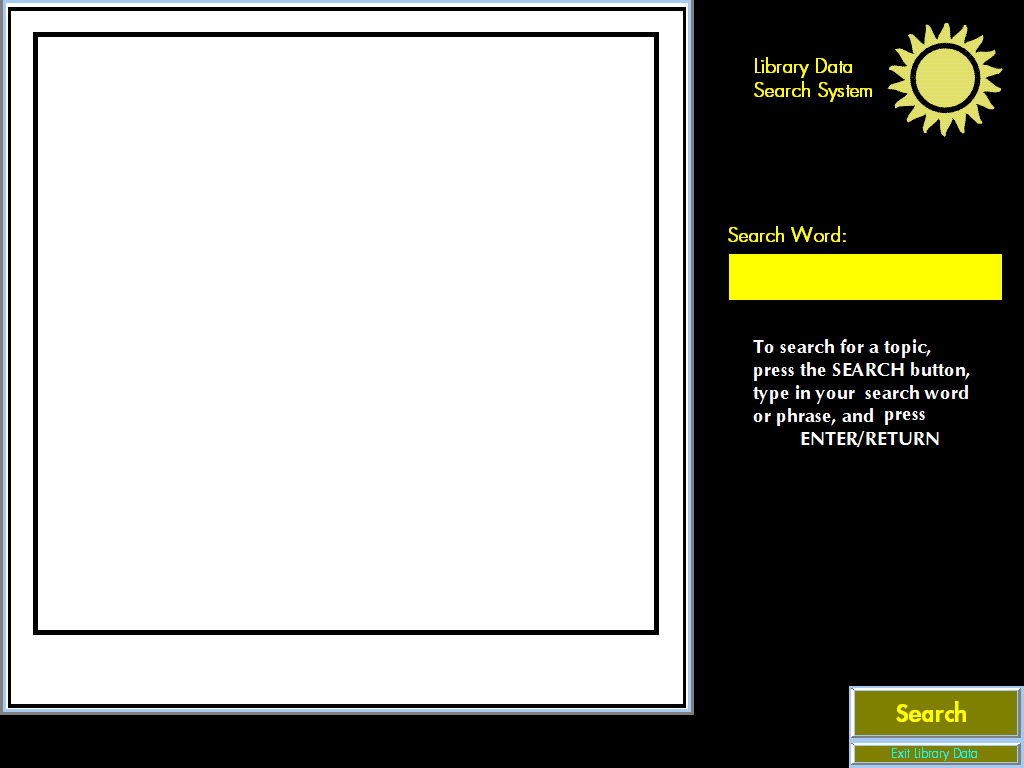 Library Data
Search System
Search Word:
To search for a topic,
press the SEARCH button,
type in your search word
or phrase, and press
ENTER/RETURN
Search
Exit Library Data